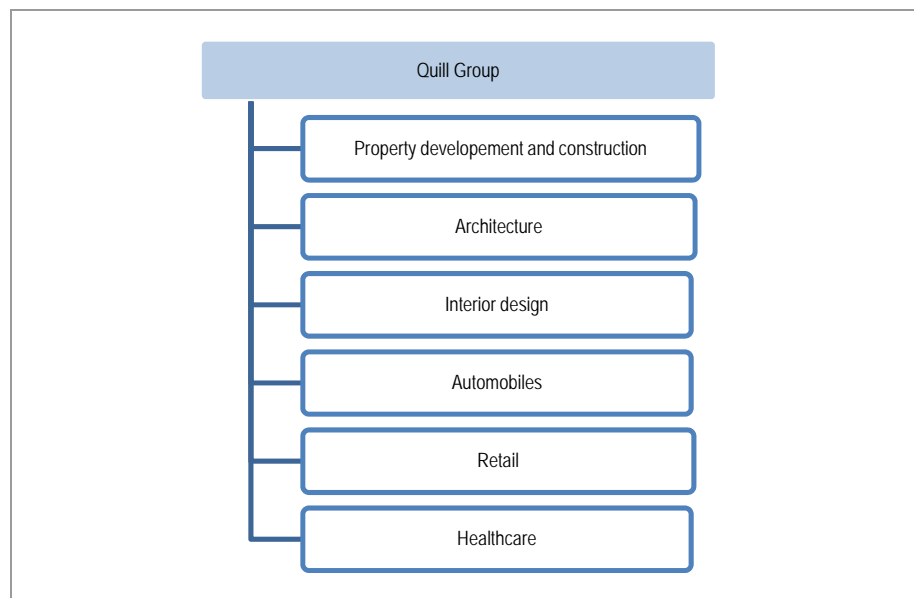 Quill Group
Property developement and construction
Architecture
Interior design
Automobiles
Retail
Healthcare